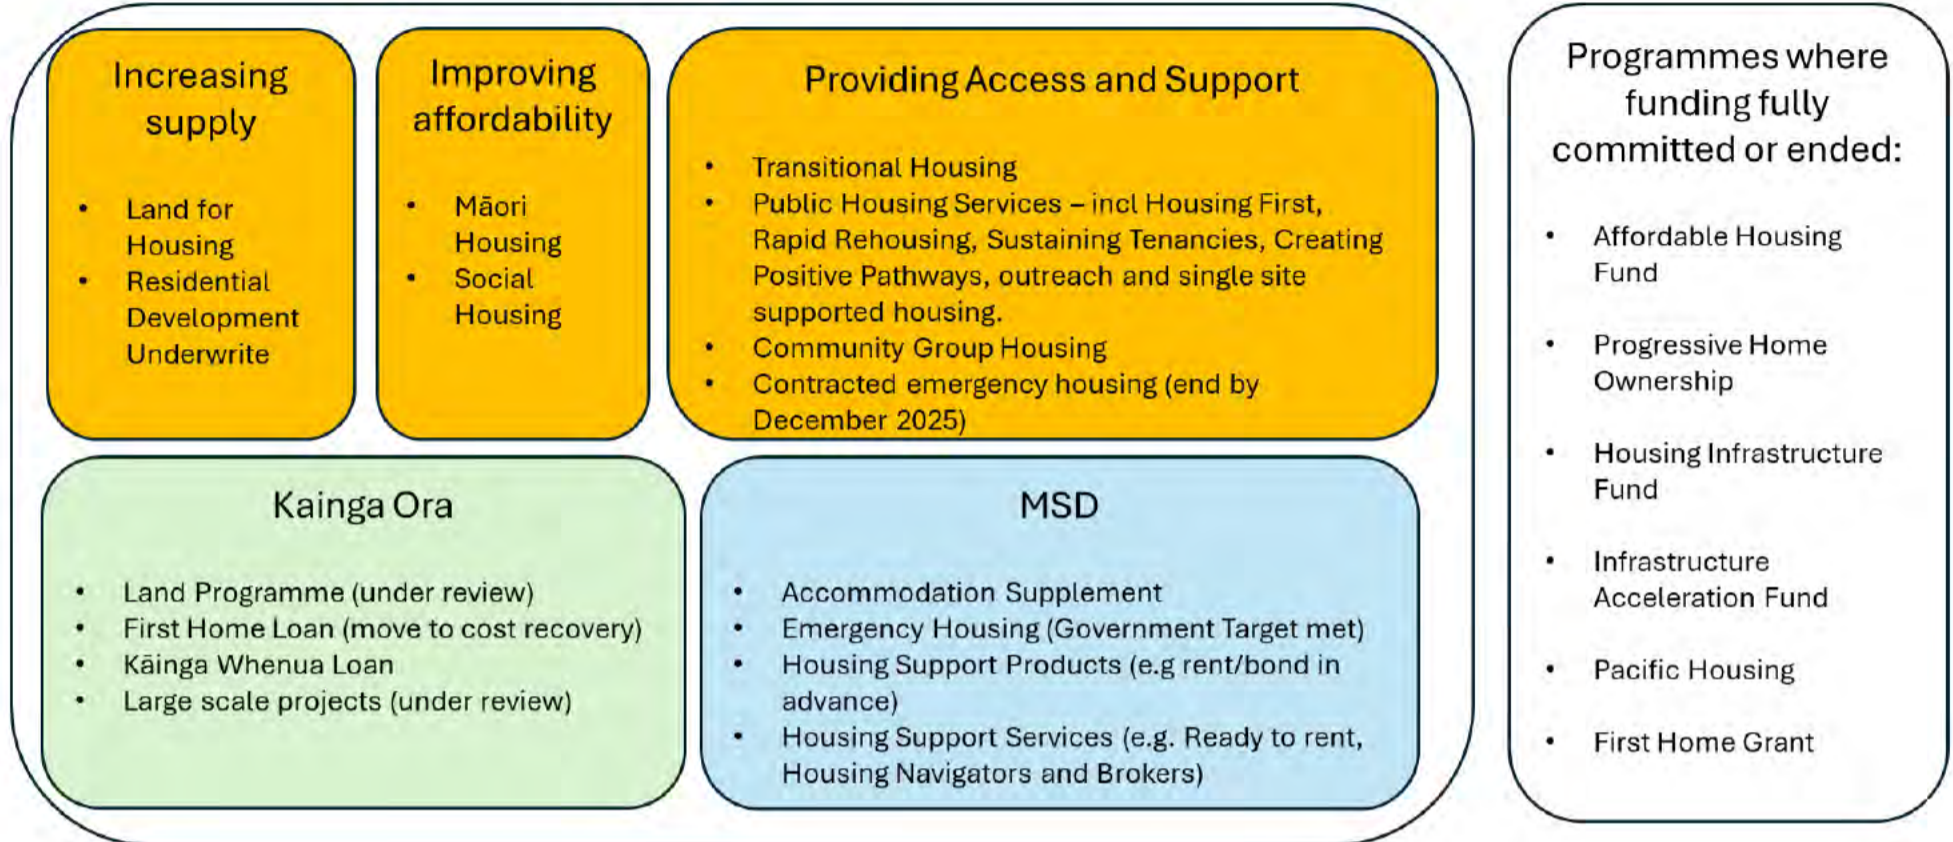 Increasing
supply
• Land for
Housing
• Residential
Development
Underwrite
Improving
affordability
• Māori
Housing
• Social
Housing
Providing Access and Support
• Transitional Housing
• Public Housing Services – incl Housing First,
Rapid Rehousing, Sustaining Tenancies, Creating
Positive Pathways, outreach and single site
supported housing.
• Community Group Housing
• Contracted emergency housing (end by
December 2025)
Kainga Ora
• Land Programme (under review)
• First Home Loan (move to cost recovery)
• Kāinga Whenua Loan
• Large scale projects (under review)
MSD
• Accommodation Supplement
• Emergency Housing (Government Target met)
• Housing Support Products (e.g rent/bond in
advance)
• Housing Support Services (e.g. Ready to rent,
Housing Navigators and Brokers)
Programmes where
funding fully
committed or ended:
• Affordable Housing
Fund
• Progressive Home
Ownership
• Housing Infrastructure
Fund
• Infrastructure
Acceleration Fund
• Pacific Housing
• First Home Grant